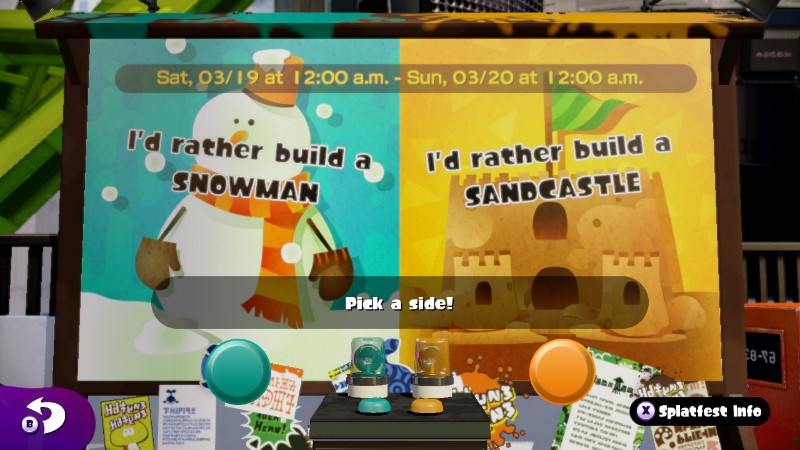 Sat, 03/19 at 12:00 a.m. - Sun, 03/20 at 12:00 a.m.
I'd rather build a
SNOWMAN
I'd rather build a
SANDCASTLE
Pick a side!
B
X Splatfest Info